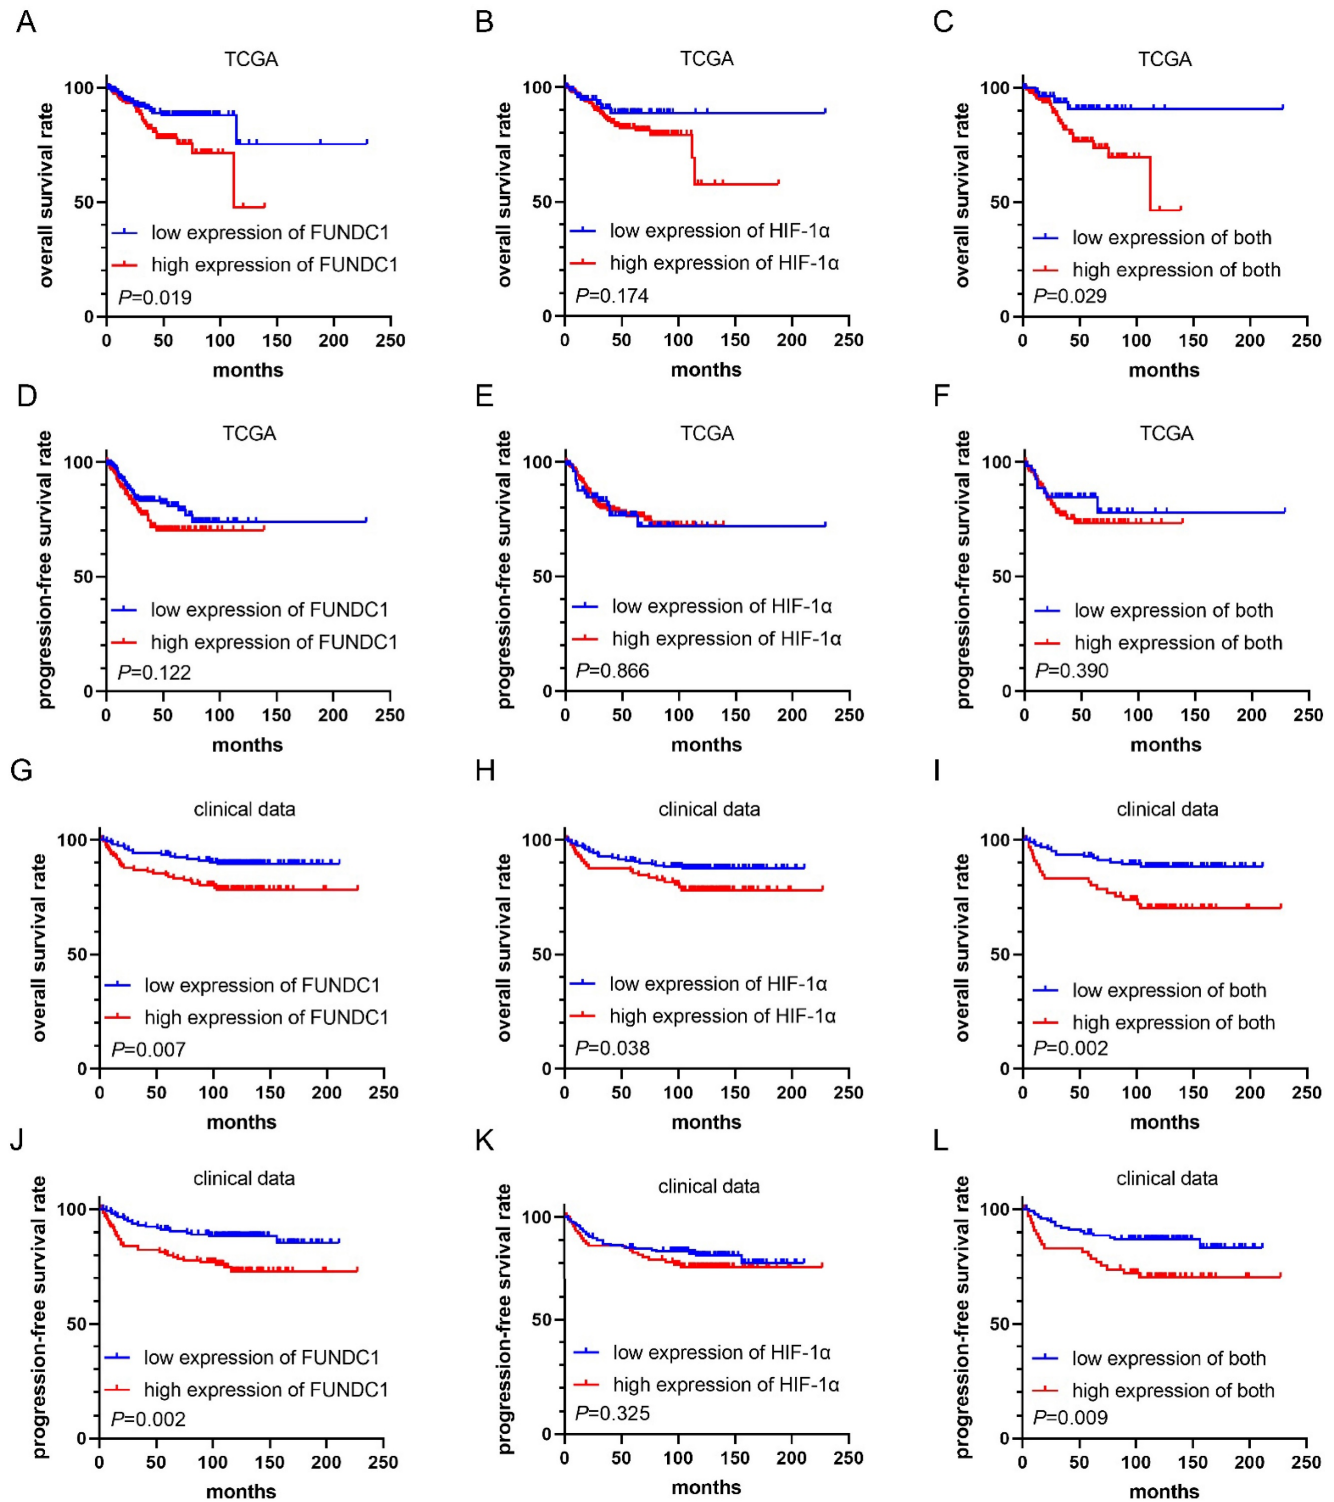 A
TCGA
overall survival rate
100
50
0
low expression of FUNDC1
high expression of FUNDC1
P=0.019
0 50 100 150 200 250
months
B
TCGA
overall survival rate
100
50
0
low expression of HIF-1α
high expression of HIF-1α
P=0.174
0 50 100 150 200 250
months
C
TCGA
overall survival rate
100
50
0
low expression of both
high expression of both
P=0.029
0 50 100 150 200 250
months
D
TCGA
progression-free survival rate
100
50
0
low expression of FUNDC1
high expression of FUNDC1
P=0.122
0 50 100 150 200 250
months
E
TCGA
progression-free survival rate
100
50
0
low expression of HIF-1α
high expression of HIF-1α
P=0.866
0 50 100 150 200 250
months
F
TCGA
progression-free survival rate
100
50
0
low expression of both
high expression of both
P=0.390
0 50 100 150 200 250
months
G
clinical data
overall survival rate
100
50
0
low expression of FUNDC1
high expression of FUNDC1
P=0.007
0 50 100 150 200 250
months
H
clinical data
overall survival rate
100
50
0
low expression of HIF-1α
high expression of HIF-1α
P=0.038
0 50 100 150 200 250
months
I
clinical data
overall survival rate
100
50
0
low expression of both
high expression of both
P=0.002
0 50 100 150 200 250
months
J
clinical data
progression-free survival rate
100
50
0
low expression of FUNDC1
high expression of FUNDC1
P=0.002
0 50 100 150 200 250
months
K
clinical data
progression-free srvival rate
100
50
0
low expression of HIF-1α
high expression of HIF-1α
P=0.325
0 50 100 150 200 250
months
L
clinical data
progression-free survival rate
100
50
0
low expression of both
high expression of both
P=0.009
0 50 100 150 200 250
months